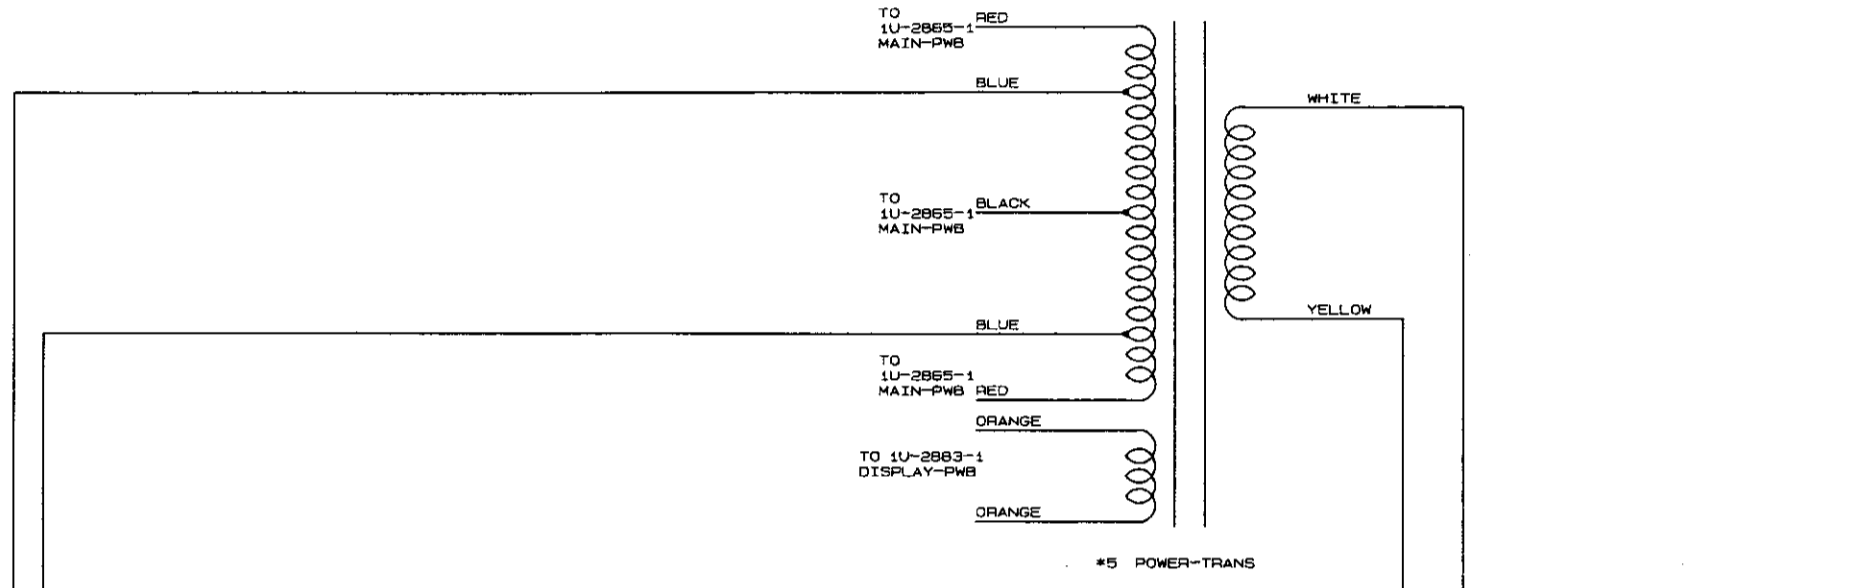 TO
1U-2865-1
MAIN-PWB
RED
BLUE
WHITE
TO
1U-2865-1
MAIN-PWB
BLACK
YELLOW
BLUE
TO
1U-2865-1
MAIN-PWB RED
ORANGE
TO 1U-2883-1
DISPLAY-PWB
ORANGE
*5 POWER-TRANS